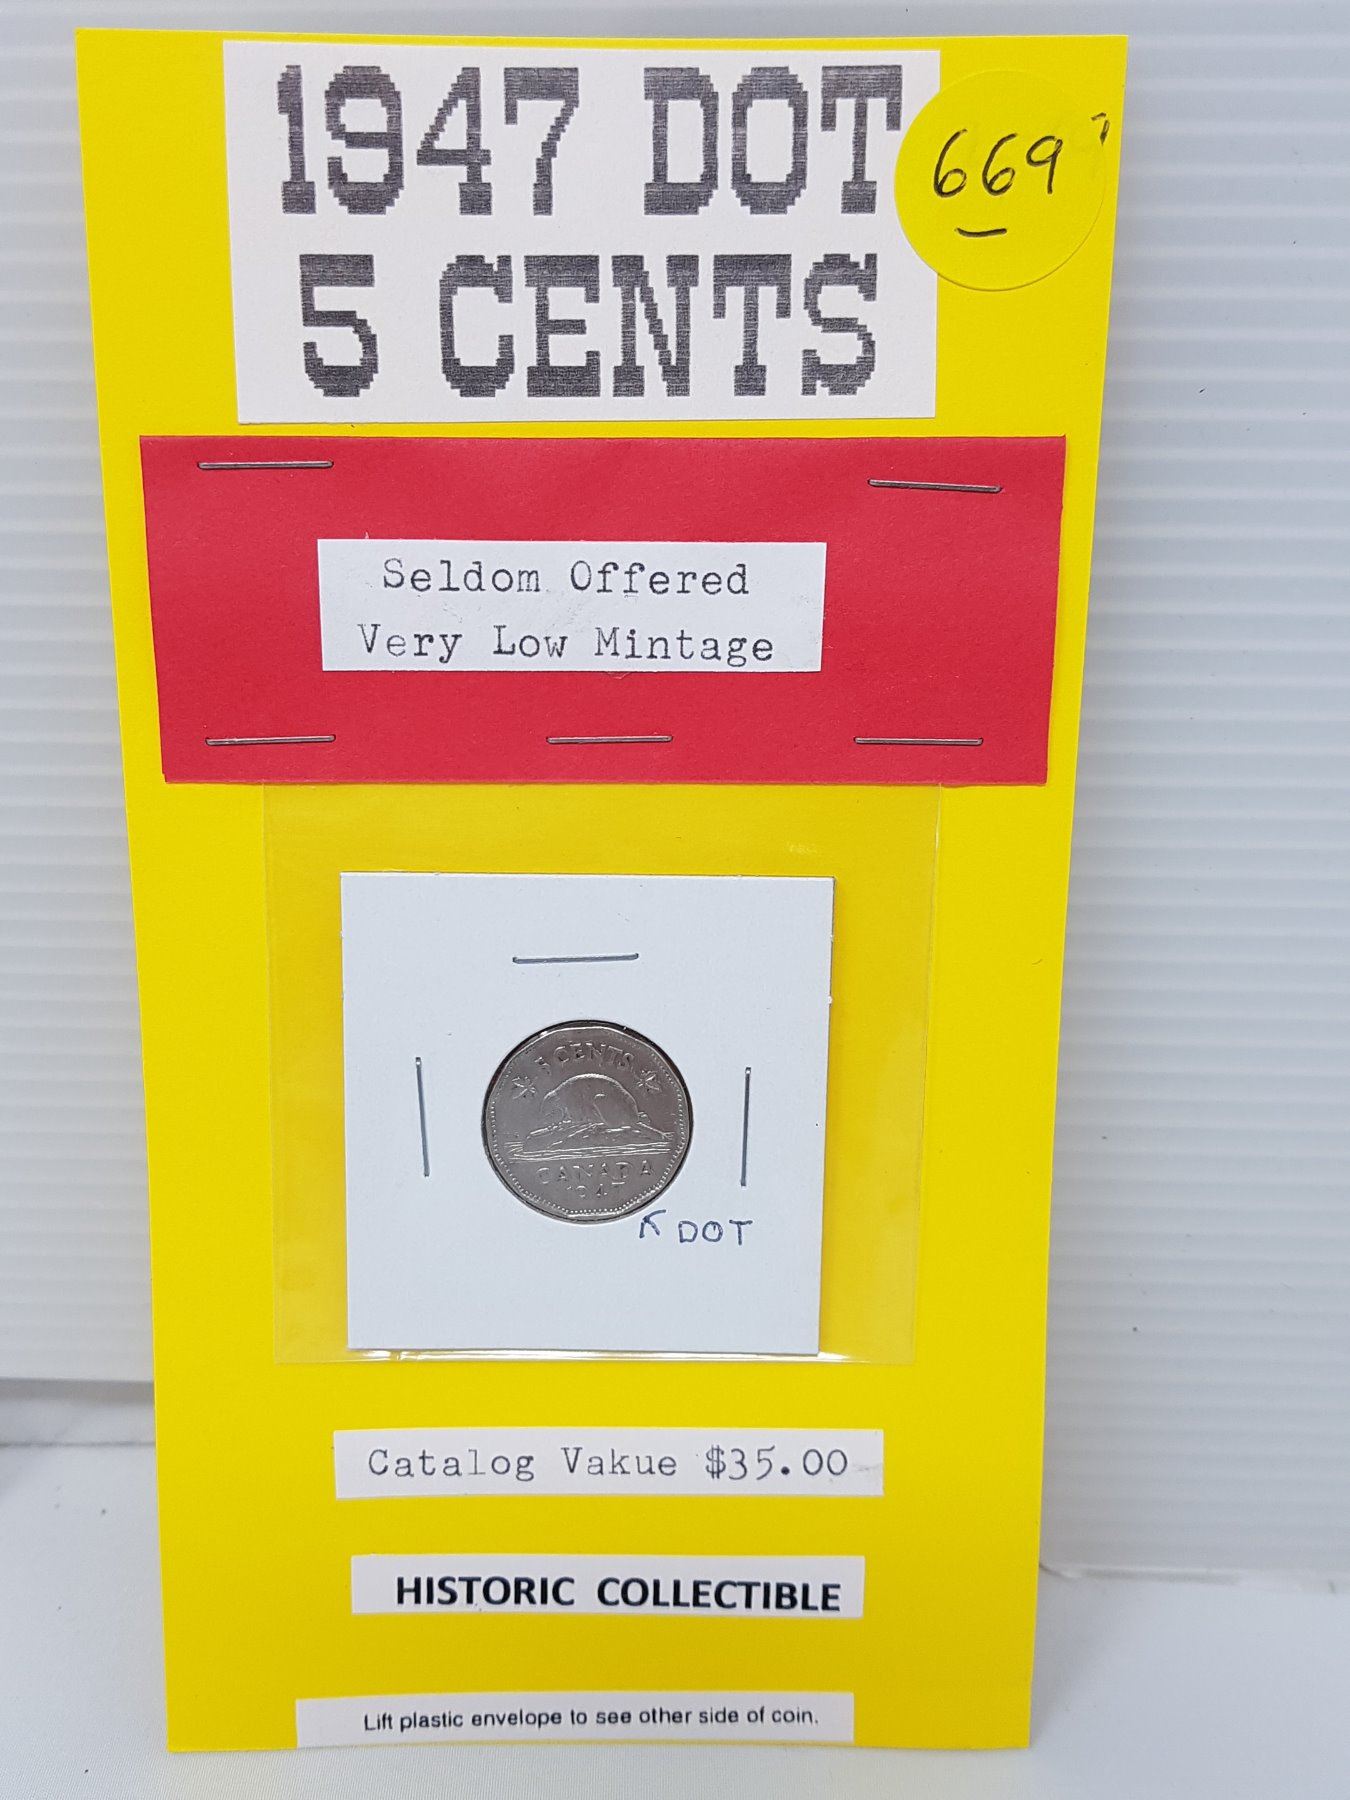 1947 DOT
669
5 CENTS
Seldom Offered
Very Low Mintage
5 CENTS
CANADA
1947
DOT
Catalog Vakue $35.00
HISTORIC COLLECTIBLE
Lift plastic envelope to see other side of coin.